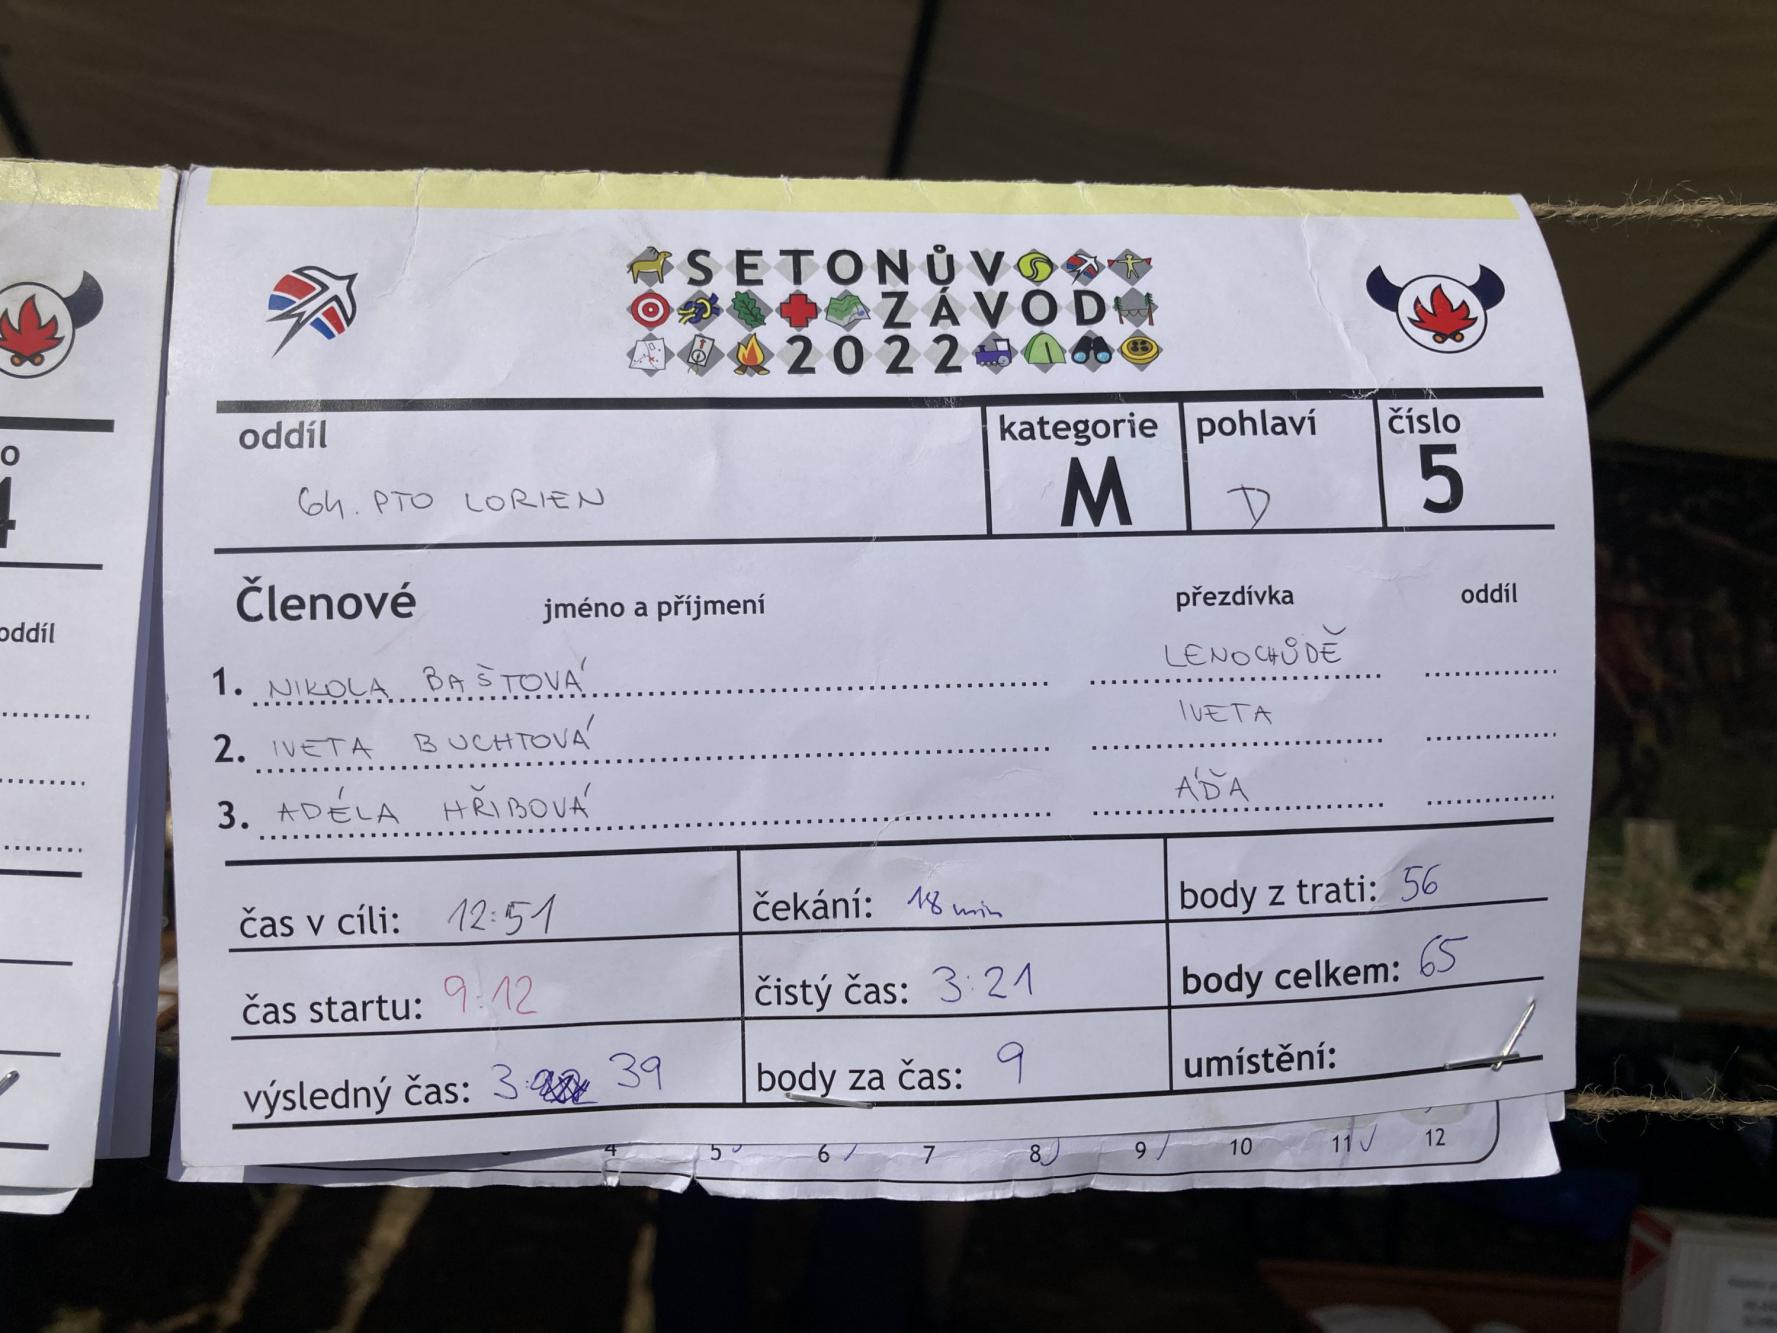 SETONŮV
ZÁVOD
2022
oddíl kategorie pohlaví číslo
64. PTO LORIEN M D 5
Členové jméno a příjmení přezdívka oddíl
1. NIKOLA BAŠTOVÁ LENOCHŮDĚ
2. IVETA BUCHTOVÁ IVETA
3. ADÉLA HŘIBOVÁ ÁĎA
čas v cíli: 12:51 čekání: 18 min body z trati: 56
čas startu: 9:12 čistý čas: 3:21 body celkem: 65
výsledný čas: 3: 39 body za čas: 9 umístění:
4 5 6 7 8 9 10 11 12
o
4
oddíl